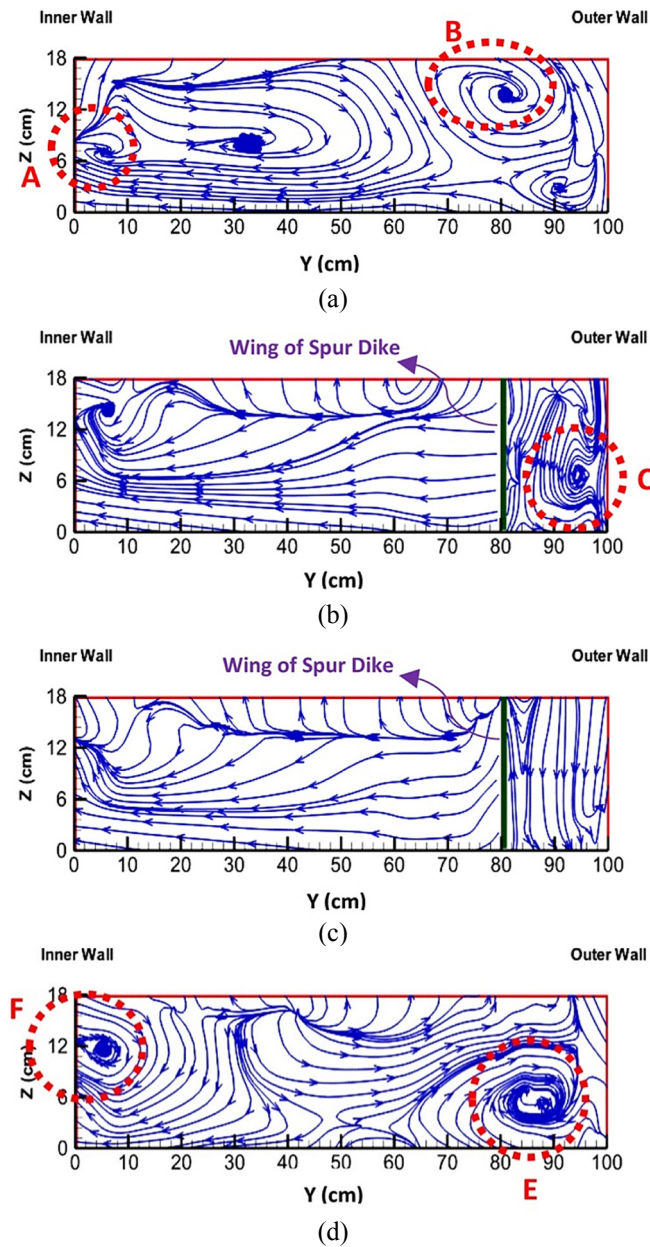 Inner Wall
B
Outer Wall
18
12
Z (cm)
6
A
0
0 10 20 30 40 50 60 70 80 90 100
Y (cm)
(a)
Inner Wall
Wing of Spur Dike
Outer Wall
18
12
Z (cm)
6
C
0
0 10 20 30 40 50 60 70 80 90 100
Y (cm)
(b)
Inner Wall
Wing of Spur Dike
Outer Wall
18
12
Z (cm)
6
0
0 10 20 30 40 50 60 70 80 90 100
Y (cm)
(c)
Inner Wall
Outer Wall
18
F
12
Z (cm)
6
0
0 10 20 30 40 50 60 70 80 90 100
Y (cm)
E
(d)